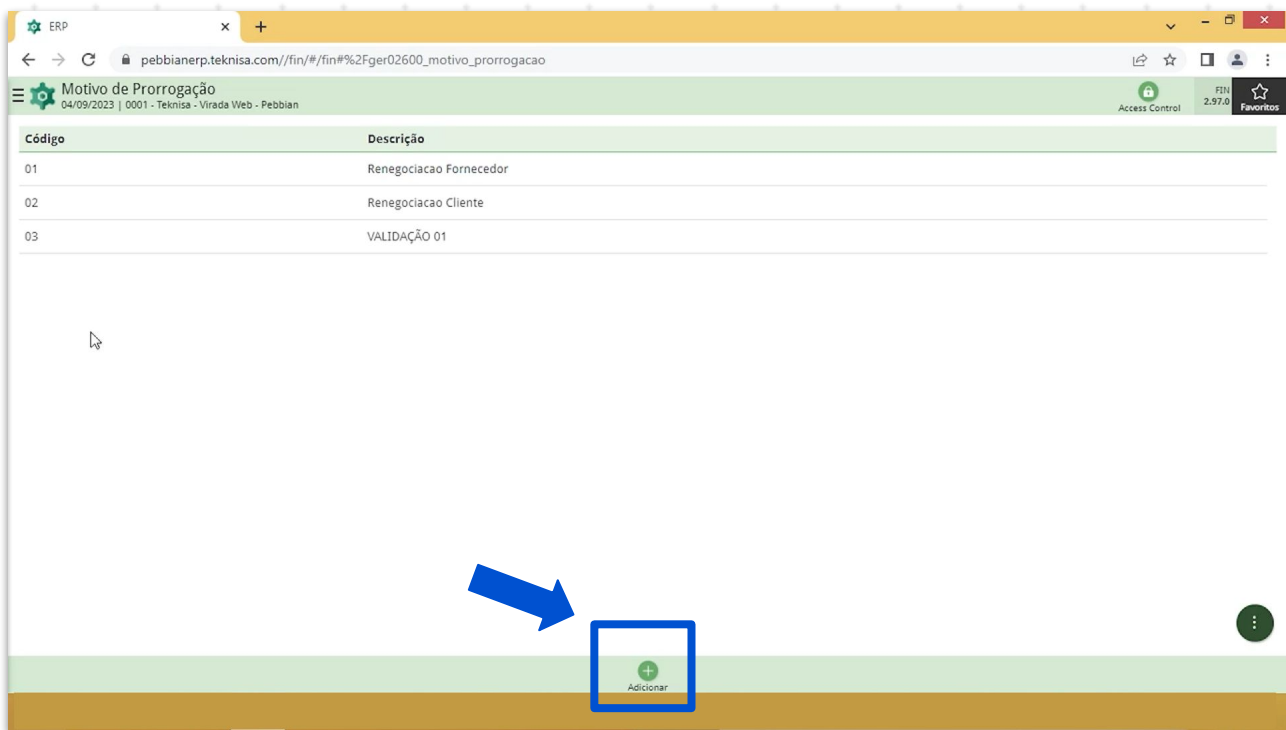 ERP
pebbianerp.teknisa.com//fin/#/fin#%2Fger02600_motivo_prorrogacao
Motivo de Prorrogação
04/09/2023 | 0001 - Teknisa - Virada Web - Pebbian
Access Control
FIN
2.97.0
Favoritos
Código Descrição
01 Renegociacao Fornecedor
02 Renegociacao Cliente
03 VALIDAÇÃO 01
Adicionar